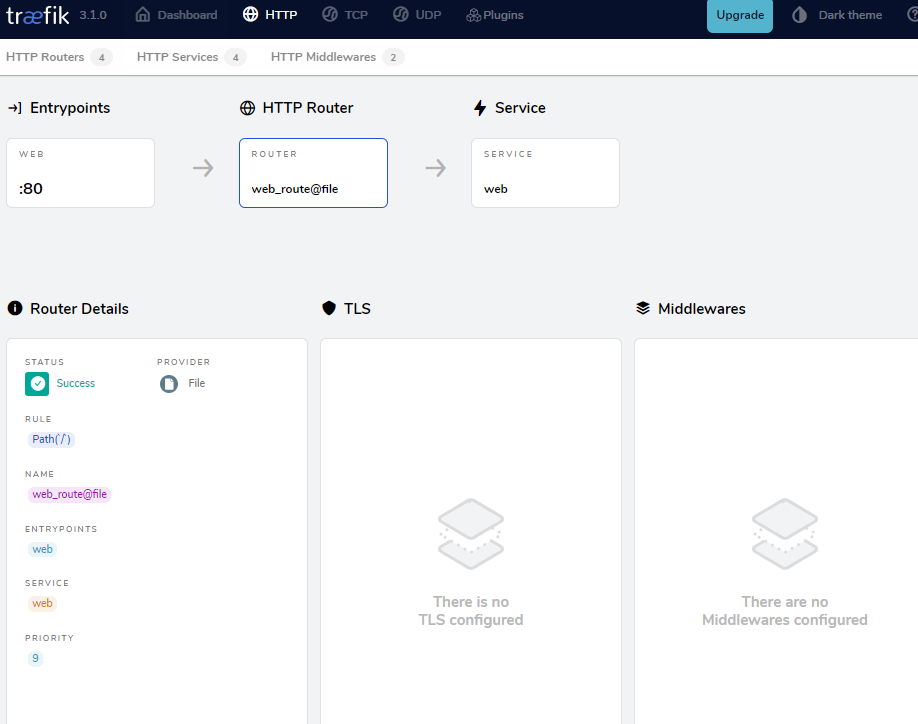 træfik 3.1.0 Dashboard HTTP TCP UDP Plugins Upgrade Dark theme
HTTP Routers 4 HTTP Services 4 HTTP Middlewares 2
Entrypoints HTTP Router Service
WEB ROUTER SERVICE
:80 web_route@file web
Router Details TLS Middlewares
STATUS PROVIDER
Success File
RULE
Path(`/`)
NAME
web_route@file
ENTRYPOINTS
web
SERVICE
web
PRIORITY
9
There is no
TLS configured
There are no
Middlewares configured